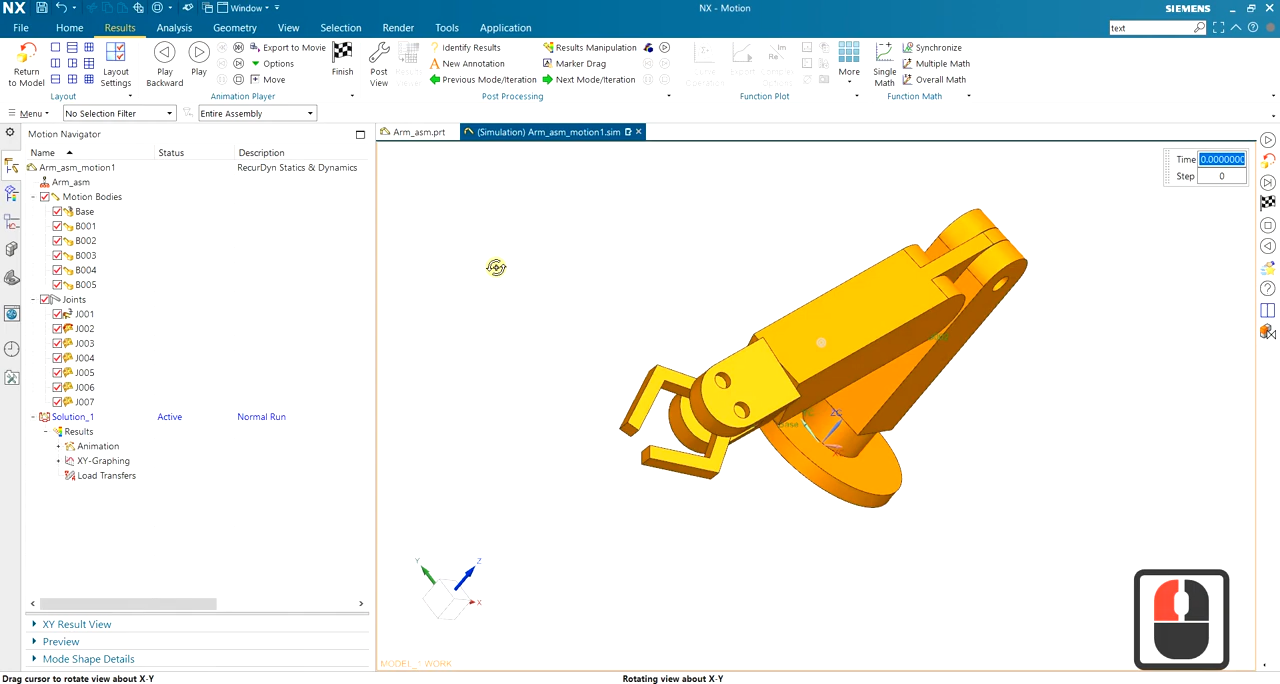 NX Window NX - Motion SIEMENS
File Home Results Analysis Geometry View Selection Render Tools Application text
Return to Model
Layout Settings
Layout
Play Backward
Play
Export to Movie
Options
Move
Animation Player
Finish
Post View
Identify Results
New Annotation
Previous Mode/Iteration
Results Manipulation
Marker Drag
Next Mode/Iteration
Post Processing
More
Function Plot
Single Math
Synchronize
Multiple Math
Overall Math
Function Math
Menu No Selection Filter Entire Assembly
Motion Navigator
Arm_asm.prt (Simulation) Arm_asm_motion1.sim
Name Status Description
Time 0.0000000
Step 0
Arm_asm_motion1 RecurDyn Statics & Dynamics
Arm_asm
Motion Bodies
Base
B001
B002
B003
B004
B005
Joints
J001
J002
J003
J004
J005
J006
J007
Solution_1 Active Normal Run
Results
Animation
XY-Graphing
Load Transfers
Base
ZC
XC
Y
Z
X
XY Result View
Preview
Mode Shape Details
MODEL_1 WORK
Drag cursor to rotate view about X-Y Rotating view about X-Y